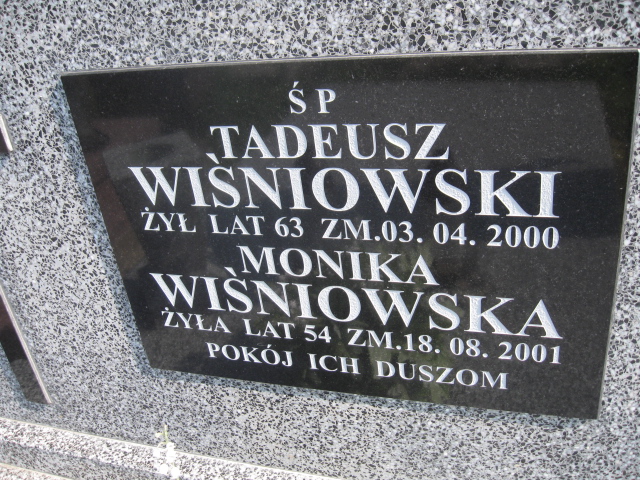 Ś P
TADEUSZ
WIŚNIOWSKI
ŻYŁ LAT 63 ZM.03. 04. 2000
MONIKA
WIŚNIOWSKA
ŻYŁA LAT 54 ZM.18. 08. 2001
POKÓJ ICH DUSZOM